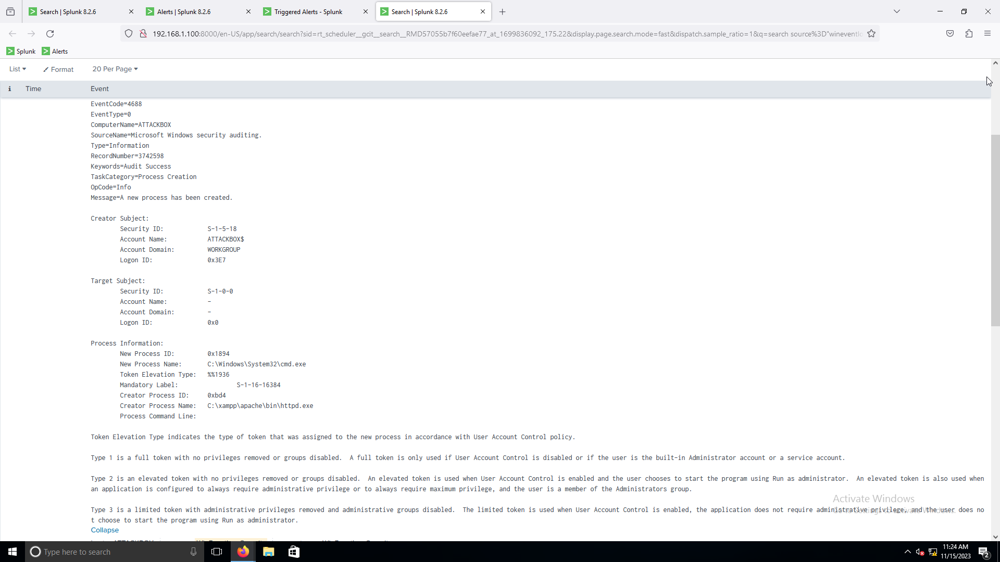 Search | Splunk 8.2.6
Alerts | Splunk 8.2.6
Triggered Alerts - Splunk
Search | Splunk 8.2.6
192.168.1.100:8000/en-US/app/search/search?sid=rt_scheduler__gcit__search__RMD57055b7f60eefae77_at_1699836092_175.22&display.page.search.mode=fast&dispatch.sample_ratio=1&q=search source%3D"wineventlo
Splunk
Alerts
List
Format
20 Per Page
i Time Event
EventCode=4688
EventType=0
ComputerName=ATTACKBOX
SourceName=Microsoft Windows security auditing.
Type=Information
RecordNumber=3742598
Keywords=Audit Success
TaskCategory=Process Creation
OpCode=Info
Message=A new process has been created.
Creator Subject:
Security ID: S-1-5-18
Account Name: ATTACKBOX$
Account Domain: WORKGROUP
Logon ID: 0x3E7
Target Subject:
Security ID: S-1-0-0
Account Name: -
Account Domain: -
Logon ID: 0x0
Process Information:
New Process ID: 0x1894
New Process Name: C:\Windows\System32\cmd.exe
Token Elevation Type: %%1936
Mandatory Label: S-1-16-16384
Creator Process ID: 0xbd4
Creator Process Name: C:\xampp\apache\bin\httpd.exe
Process Command Line:
Token Elevation Type indicates the type of token that was assigned to the new process in accordance with User Account Control policy.
Type 1 is a full token with no privileges removed or groups disabled.  A full token is only used if User Account Control is disabled or if the user is the built-in Administrator account or a service account.
Type 2 is an elevated token with no privileges removed or groups disabled.  An elevated token is used when User Account Control is enabled and the user chooses to start the program using Run as administrator.  An elevated token is also used when
an application is configured to always require administrative privilege or to always require maximum privilege, and the user is a member of the Administrators group.
Type 3 is a limited token with administrative privileges removed and administrative groups disabled.  The limited token is used when User Account Control is enabled, the application does not require administrative privilege, and the user does no
t choose to start the program using Run as administrator.
Activate Windows
Go to Settings to activate Windows.
Collapse
Type here to search
11:24 AM
11/15/2023
2